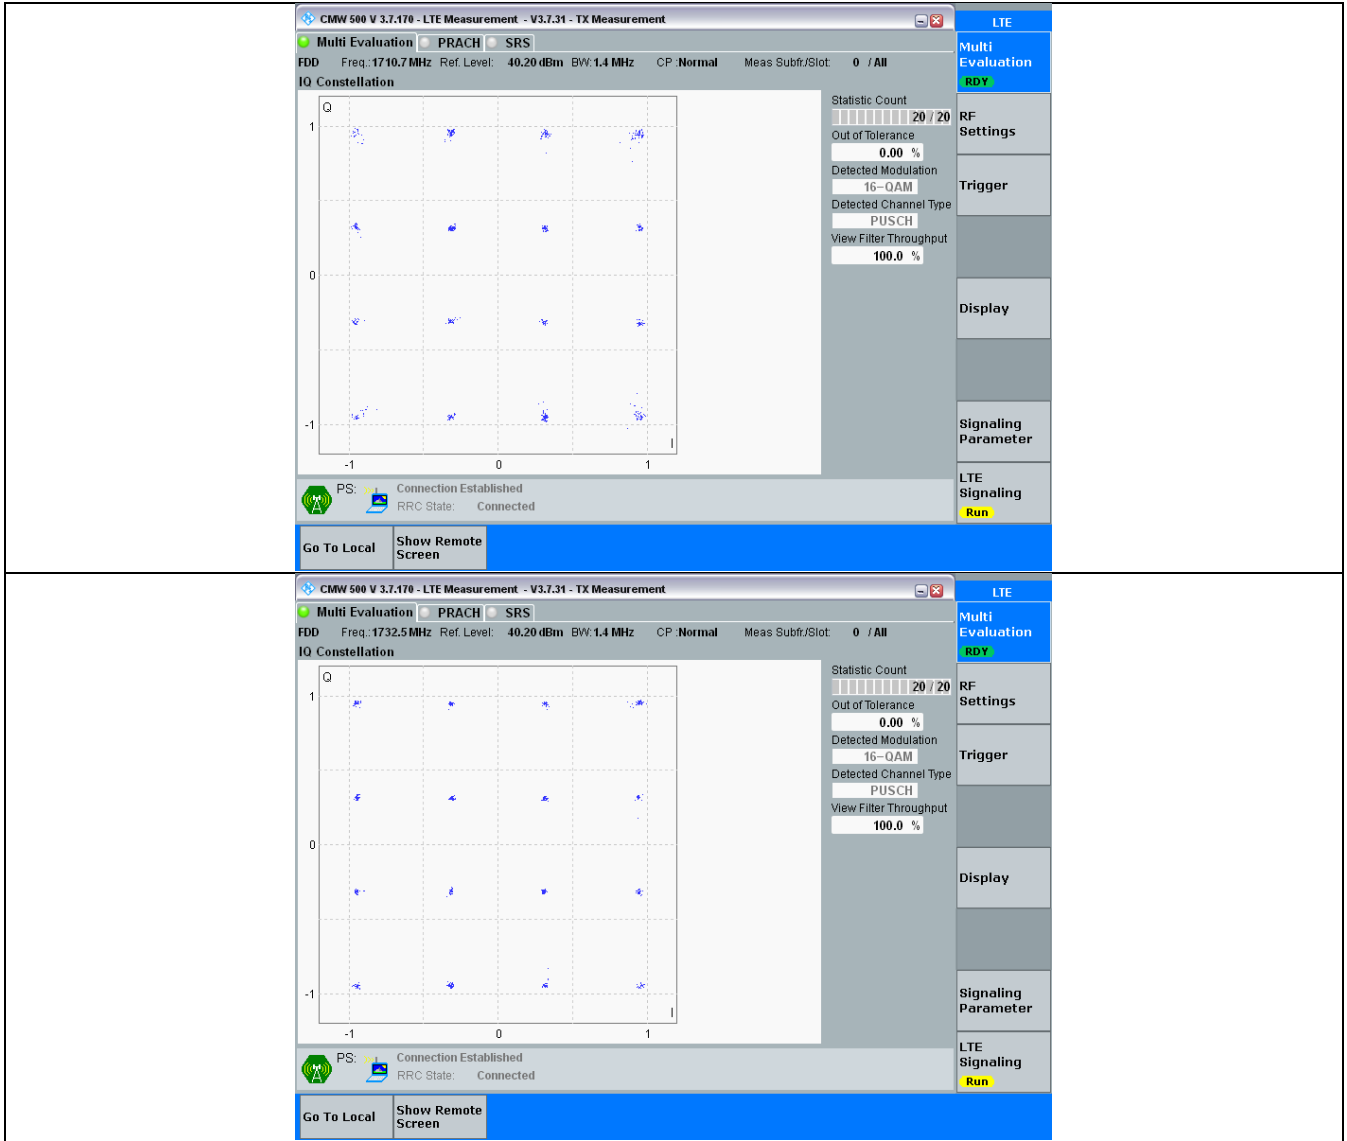 CMW 500 V 3.7.170 - LTE Measurement - V3.7.31 - TX Measurement
LTE
Multi Evaluation PRACH SRS
Multi Evaluation
RDY
FDD Freq.: 1710.7 MHz Ref. Level: 40.20 dBm BW: 1.4 MHz CP : Normal Meas Subfr./Slot: 0 / All
IQ Constellation
Q
1
0
-1
I
-1 0 1
Statistic Count
20 / 20
Out of Tolerance
0.00 %
Detected Modulation
16-QAM
Detected Channel Type
PUSCH
View Filter Throughput
100.0 %
RF
Settings
Trigger
Display
Signaling
Parameter
LTE
Signaling
Run
PS: Connection Established
RRC State: Connected
Go To Local
Show Remote
Screen
CMW 500 V 3.7.170 - LTE Measurement - V3.7.31 - TX Measurement
LTE
Multi Evaluation PRACH SRS
Multi Evaluation
RDY
FDD Freq.: 1732.5 MHz Ref. Level: 40.20 dBm BW: 1.4 MHz CP : Normal Meas Subfr./Slot: 0 / All
IQ Constellation
Q
1
0
-1
I
-1 0 1
Statistic Count
20 / 20
Out of Tolerance
0.00 %
Detected Modulation
16-QAM
Detected Channel Type
PUSCH
View Filter Throughput
100.0 %
RF
Settings
Trigger
Display
Signaling
Parameter
LTE
Signaling
Run
PS: Connection Established
RRC State: Connected
Go To Local
Show Remote
Screen